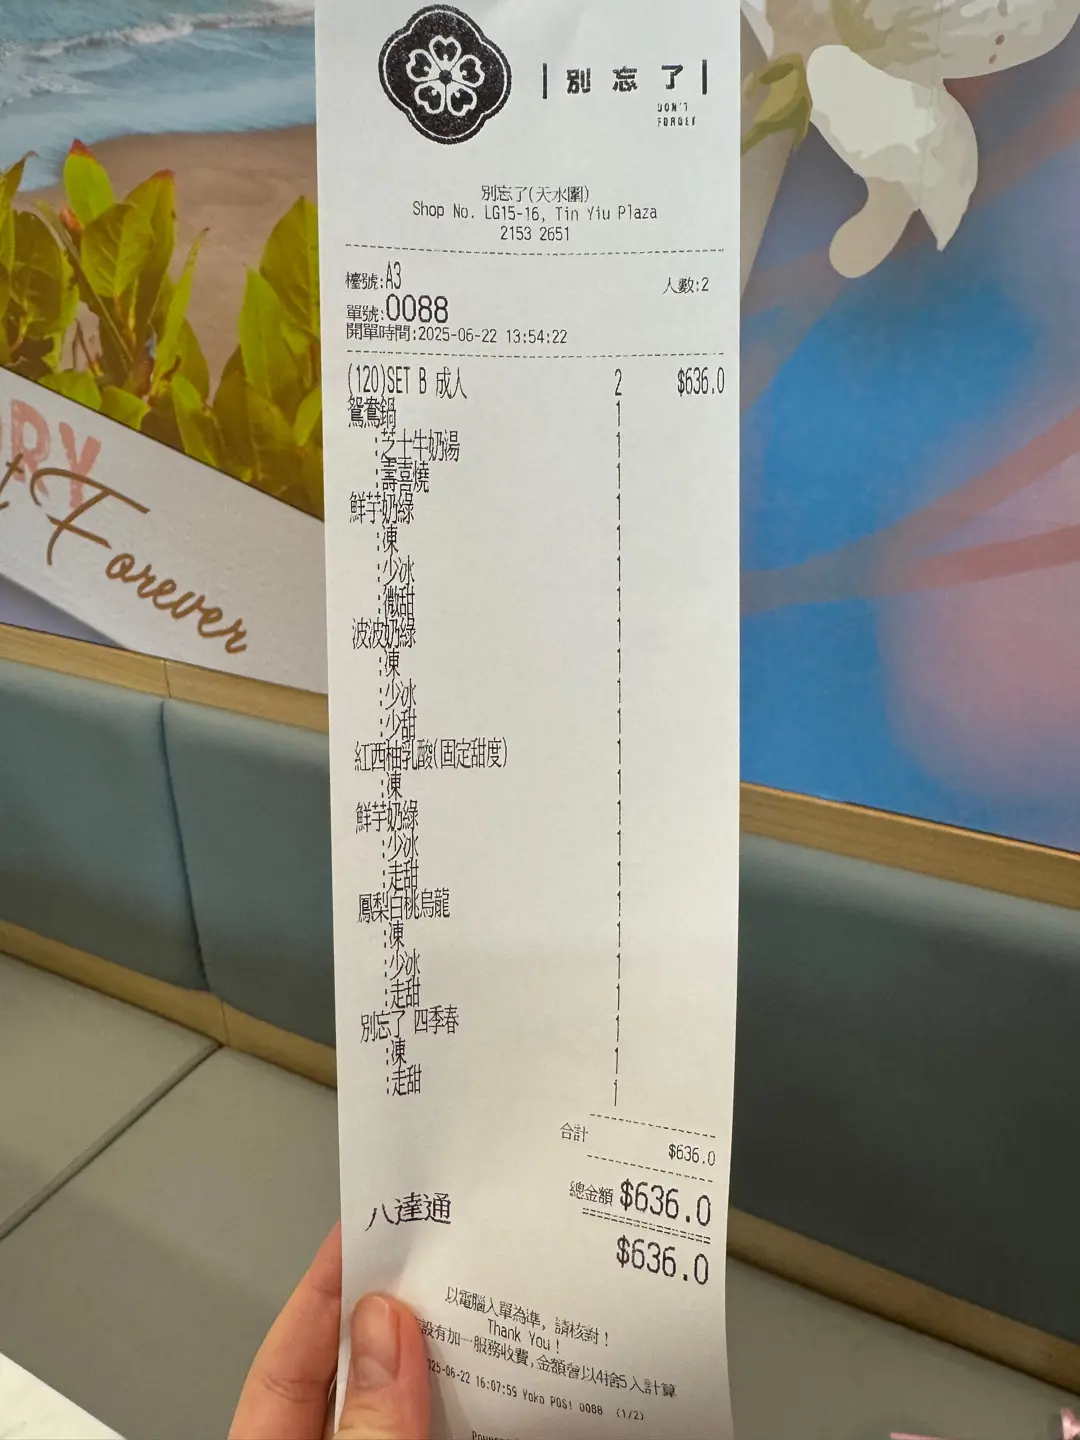 別忘了
DON'T
FORGET
別忘了(天水圍)
Shop No. LG15-16, Tin Yiu Plaza
2153 2651
檯號:A3 人數:2
單號:0088
開單時間:2025-06-22 13:54:22
(120)SET B 成人 2 $636.0
鴛鴦鍋 1
:芝士牛奶湯 1
:壽喜燒 1
鮮芋奶綠 1
:凍 1
:少冰 1
:微甜 1
波波奶綠 1
:凍 1
:少冰 1
:少甜 1
紅西柚乳酸(固定甜度) 1
:凍 1
鮮芋奶綠 1
:少冰 1
:走甜 1
鳳梨白桃烏龍 1
:凍 1
:少冰 1
:走甜 1
別忘了 四季春 1
:凍 1
:走甜 1
合計 $636.0
總金額 $636.0
八達通 $636.0
以電腦入單為準, 請核對!
Thank You!
設有加一服務收費,金額會以4捨5入計算
25-06-22 16:07:59 Yoko POS! 0088 (1/2)
ORY
t Forever